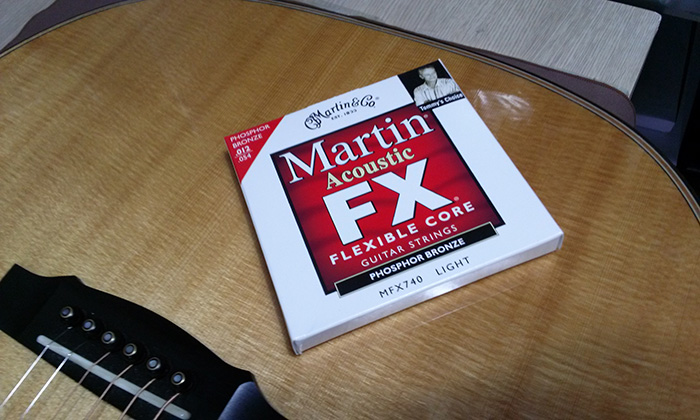 Martin & Co
EST. 1833
Tommy's Choice
PHOSPHOR
BRONZE
.012
.054
Martin®
Acoustic
FX®
FLEXIBLE CORE
GUITAR STRINGS
PHOSPHOR BRONZE
MFX740 LIGHT